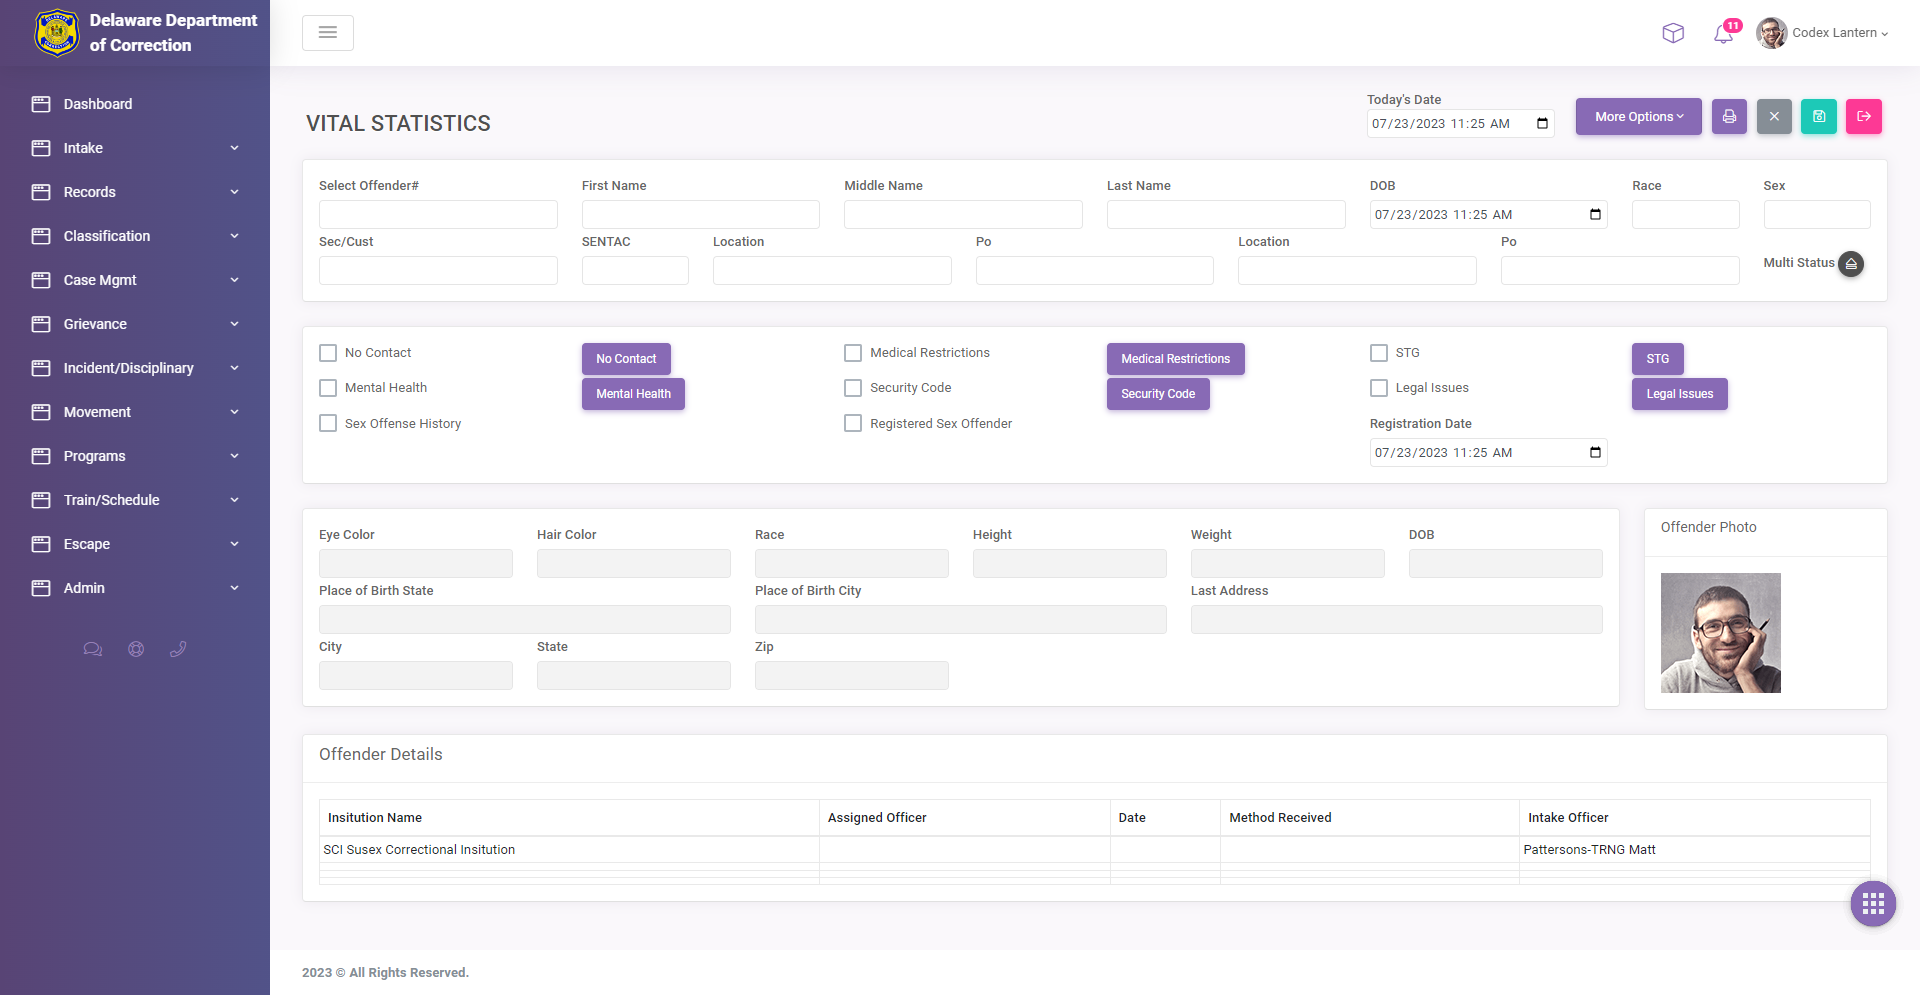 Delaware Department
of Correction
11
Codex Lantern
Dashboard
Intake
Records
Classification
Case Mgmt
Grievance
Incident/Disciplinary
Movement
Programs
Train/Schedule
Escape
Admin
VITAL STATISTICS
Today's Date
07/23/2023 11:25 AM
More Options
Select Offender# First Name Middle Name Last Name DOB Race Sex
07/23/2023 11:25 AM
Sec/Cust SENTAC Location Po Location Po
Multi Status
No Contact No Contact Medical Restrictions Medical Restrictions STG STG
Mental Health Mental Health Security Code Security Code Legal Issues Legal Issues
Sex Offense History Registered Sex Offender Registration Date
07/23/2023 11:25 AM
Eye Color Hair Color Race Height Weight DOB
Place of Birth State Place of Birth City Last Address
City State Zip
Offender Photo
Offender Details
Insitution Name Assigned Officer Date Method Received Intake Officer
SCI Susex Correctional Insitution Pattersons-TRNG Matt
2023 © All Rights Reserved.